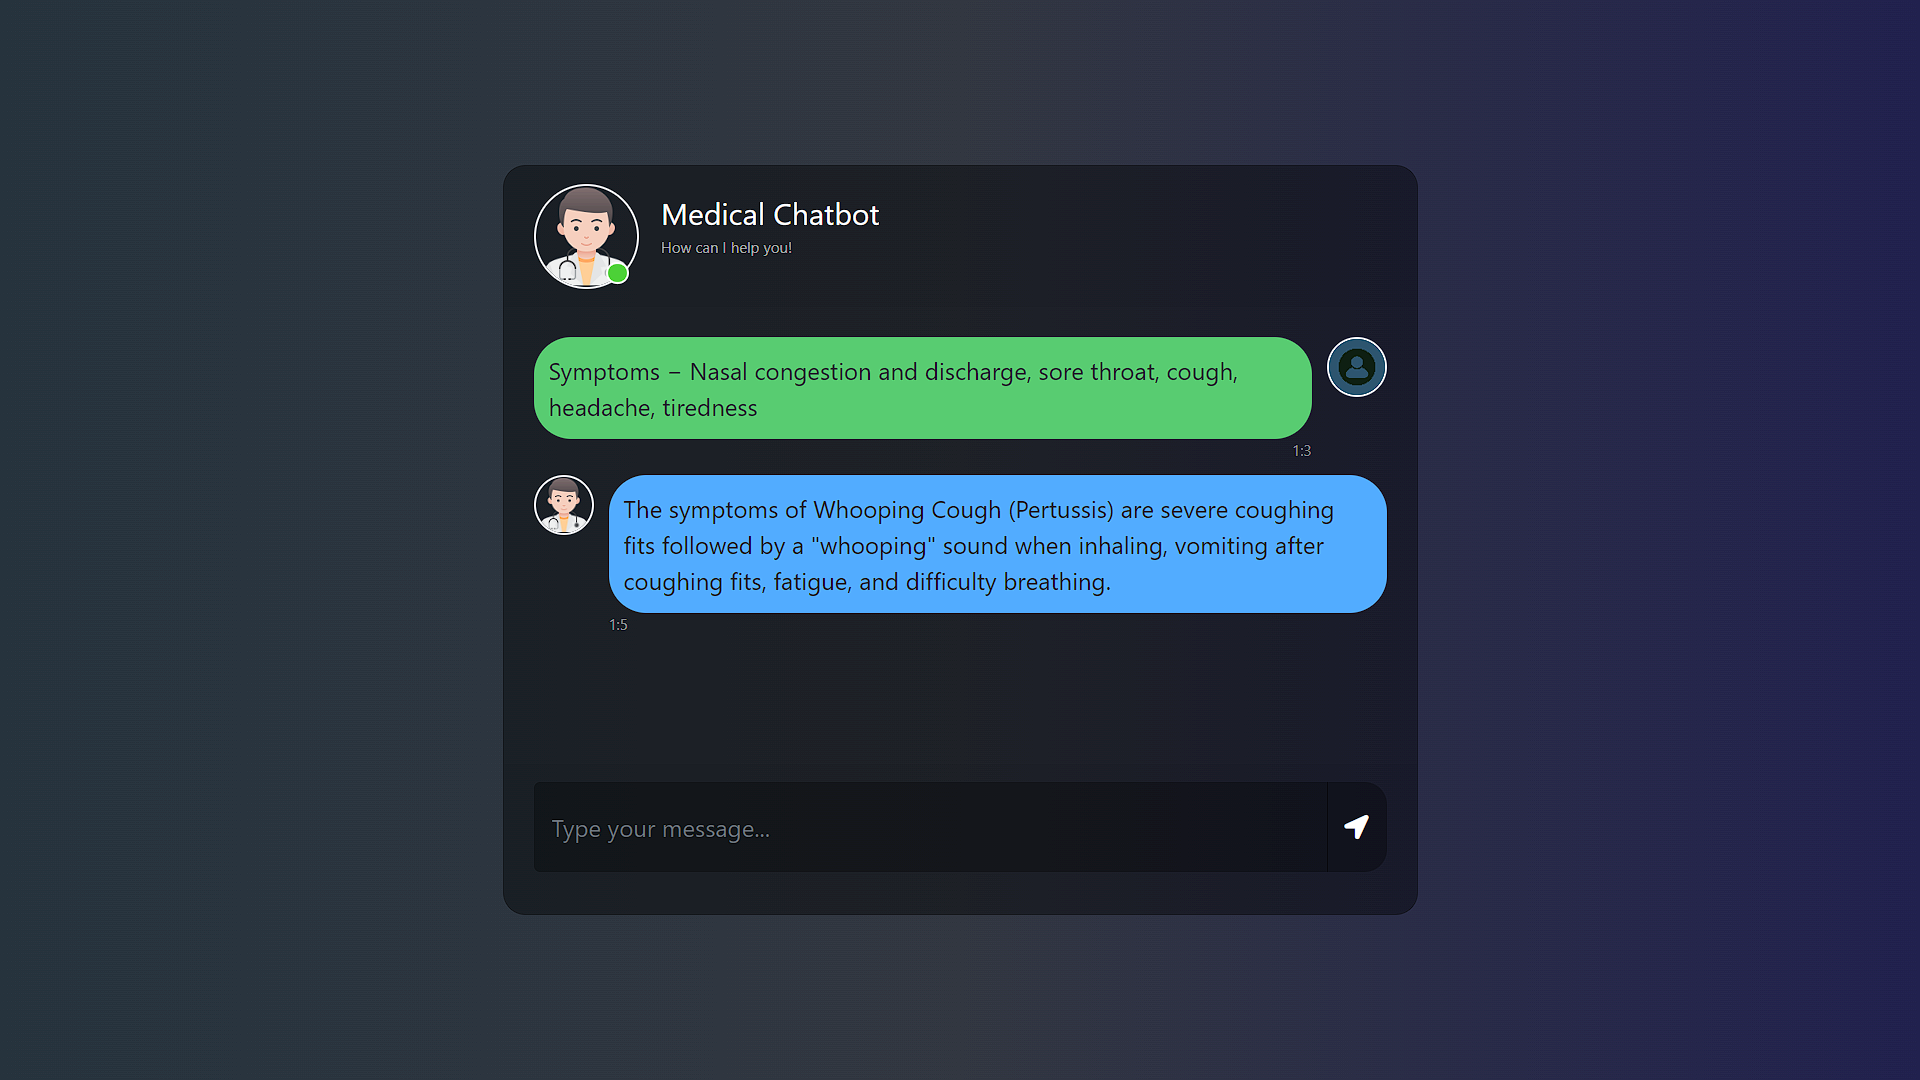 Medical Chatbot
How can I help you!
Symptoms – Nasal congestion and discharge, sore throat, cough,
headache, tiredness
1:3
The symptoms of Whooping Cough (Pertussis) are severe coughing
fits followed by a "whooping" sound when inhaling, vomiting after
coughing fits, fatigue, and difficulty breathing.
1:5
Type your message...